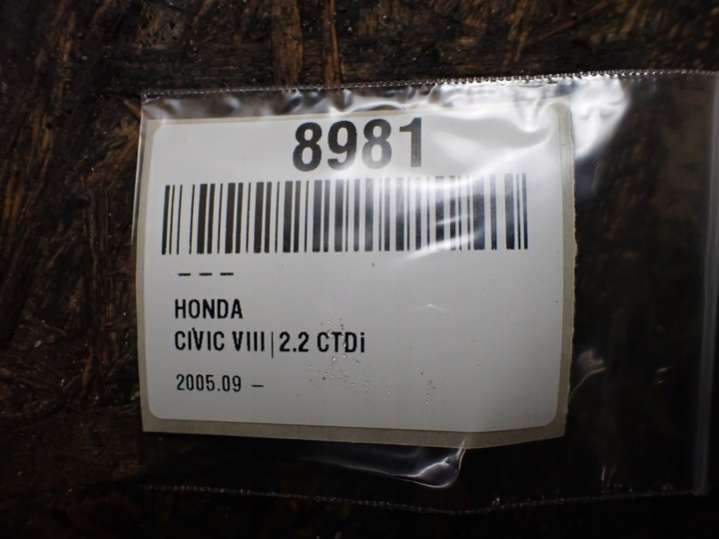 8981
– – –
HONDA
CIVIC VIII|2.2 CTDi
2005.09 –